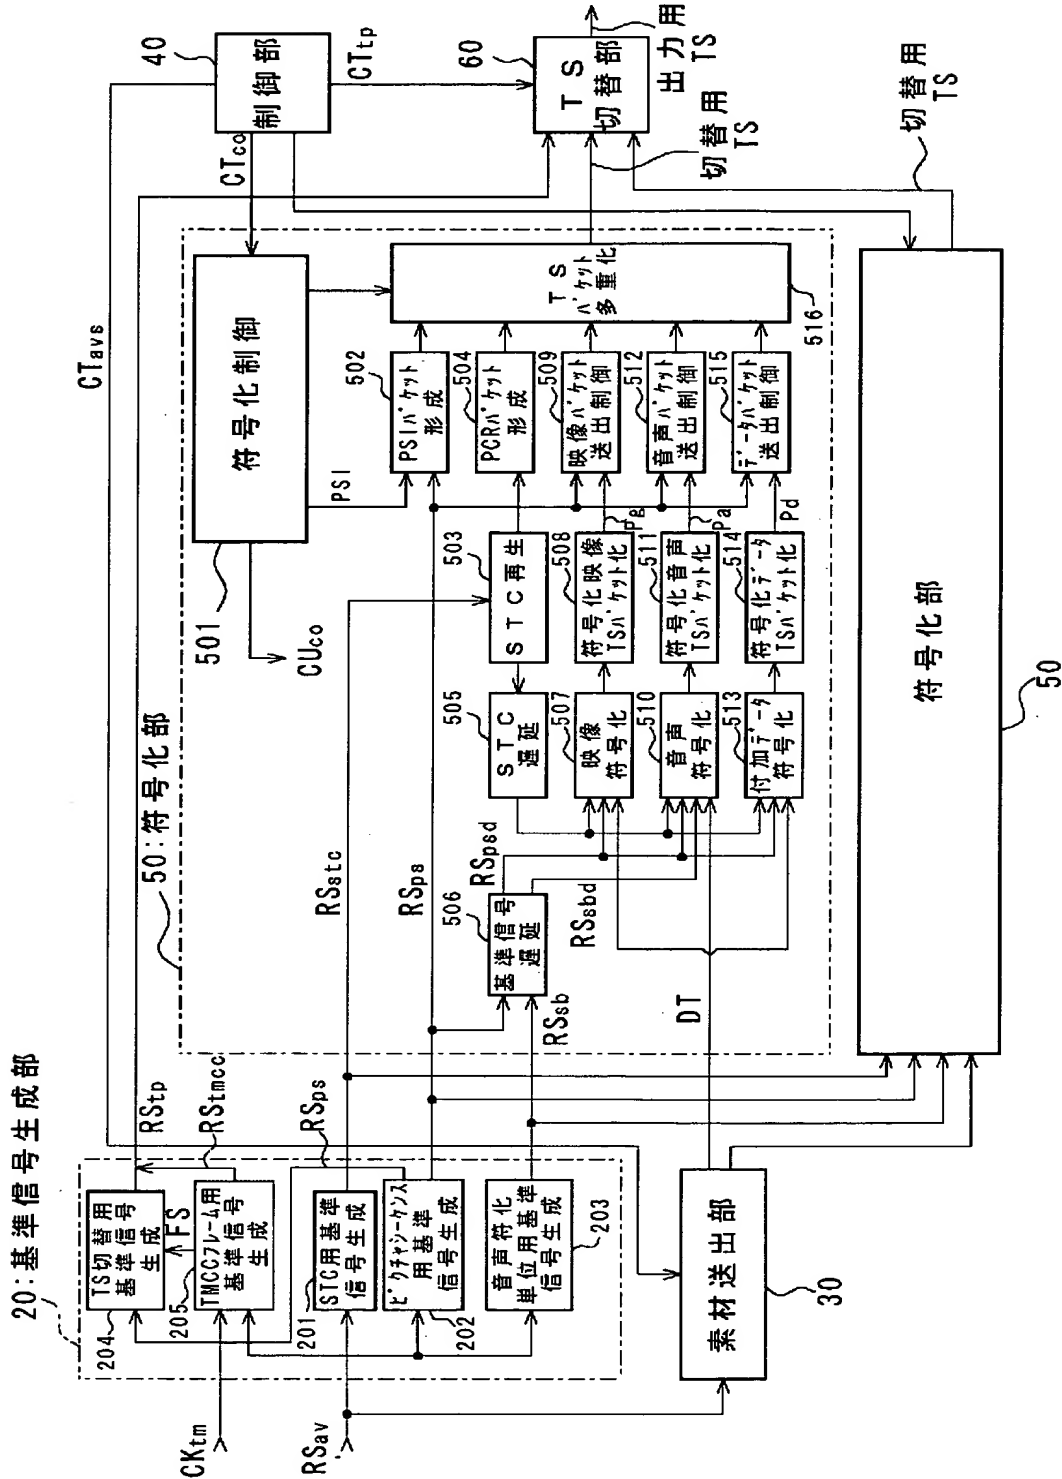 20:基準信号生成部
TS切替用
基準信号
生成
204
FS
TMCCフレーム用
基準信号
生成
205
STC用基準
信号生成
201
ピクチャシーケンス
用基準
信号生成
202
音声符化
単位用基準
信号生成
203
CKtm
RSav
RStp
RStmcc
RSps
素材送出部
30
CTavs
50:符号化部
RSstc
RSps
基準信号
遅延
506
RSsb
RSpsd
RSsbd
DT
符号化制御
501
CUco
PSI
STC再生
503
STC
遅延
505
映像
符号化
507
符号化映像
TSパケット化
508
Pg
音声
符号化
510
符号化音声
TSパケット化
511
Pa
付加データ
符号化
513
符号化データ
TSパケット化
514
Pd
PSIパケット
形成
502
PCRパケット
形成
504
映像パケット
送出制御
509
音声パケット
送出制御
512
データパケット
送出制御
515
TS
パケット
多重化
516
制御部
40
CTco
CTtp
TS
切替部
60
出力用
TS
切替用
TS
切替用
TS
符号化部
50